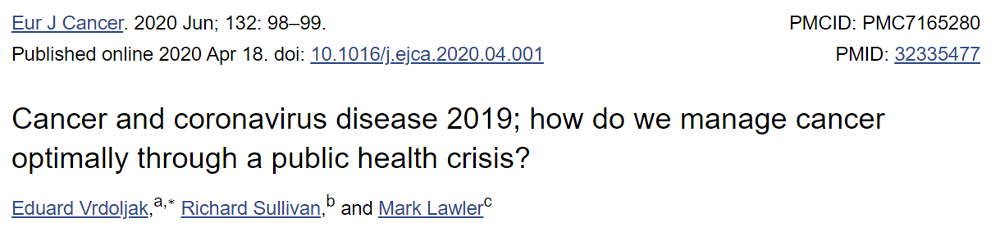 Eur J Cancer. 2020 Jun; 132: 98–99. PMCID: PMC7165280
Published online 2020 Apr 18. doi: 10.1016/j.ejca.2020.04.001 PMID: 32335477
Cancer and coronavirus disease 2019; how do we manage cancer
optimally through a public health crisis?
Eduard Vrdoljak,a,* Richard Sullivan,b and Mark Lawlerc